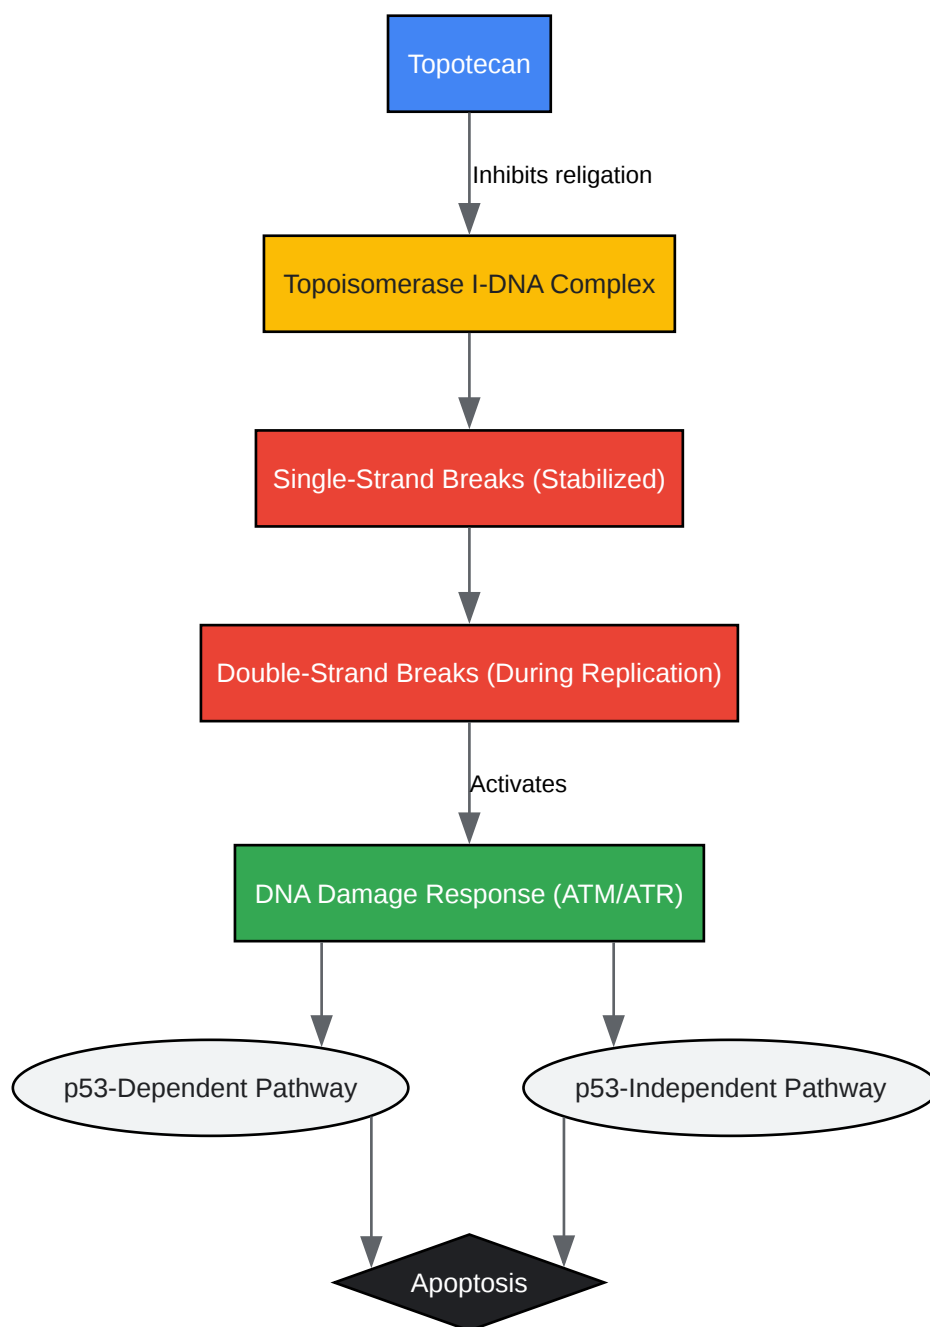 Topotecan
Inhibits religation
Topoisomerase I-DNA Complex
Single-Strand Breaks (Stabilized)
Double-Strand Breaks (During Replication)
Activates
DNA Damage Response (ATM/ATR)
p53-Dependent Pathway
p53-Independent Pathway
Apoptosis